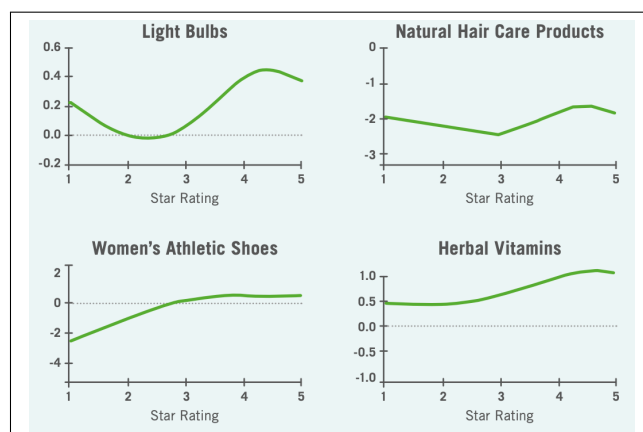 Light Bulbs
0.6
0.4
0.2
0.0
-0.2
1 2 3 4 5
Star Rating
Natural Hair Care Products
0
-1
-2
-3
1 2 3 4 5
Star Rating
Women’s Athletic Shoes
2
0
-2
-4
1 2 3 4 5
Star Rating
Herbal Vitamins
1.0
0.5
0.0
-0.5
-1.0
1 2 3 4 5
Star Rating